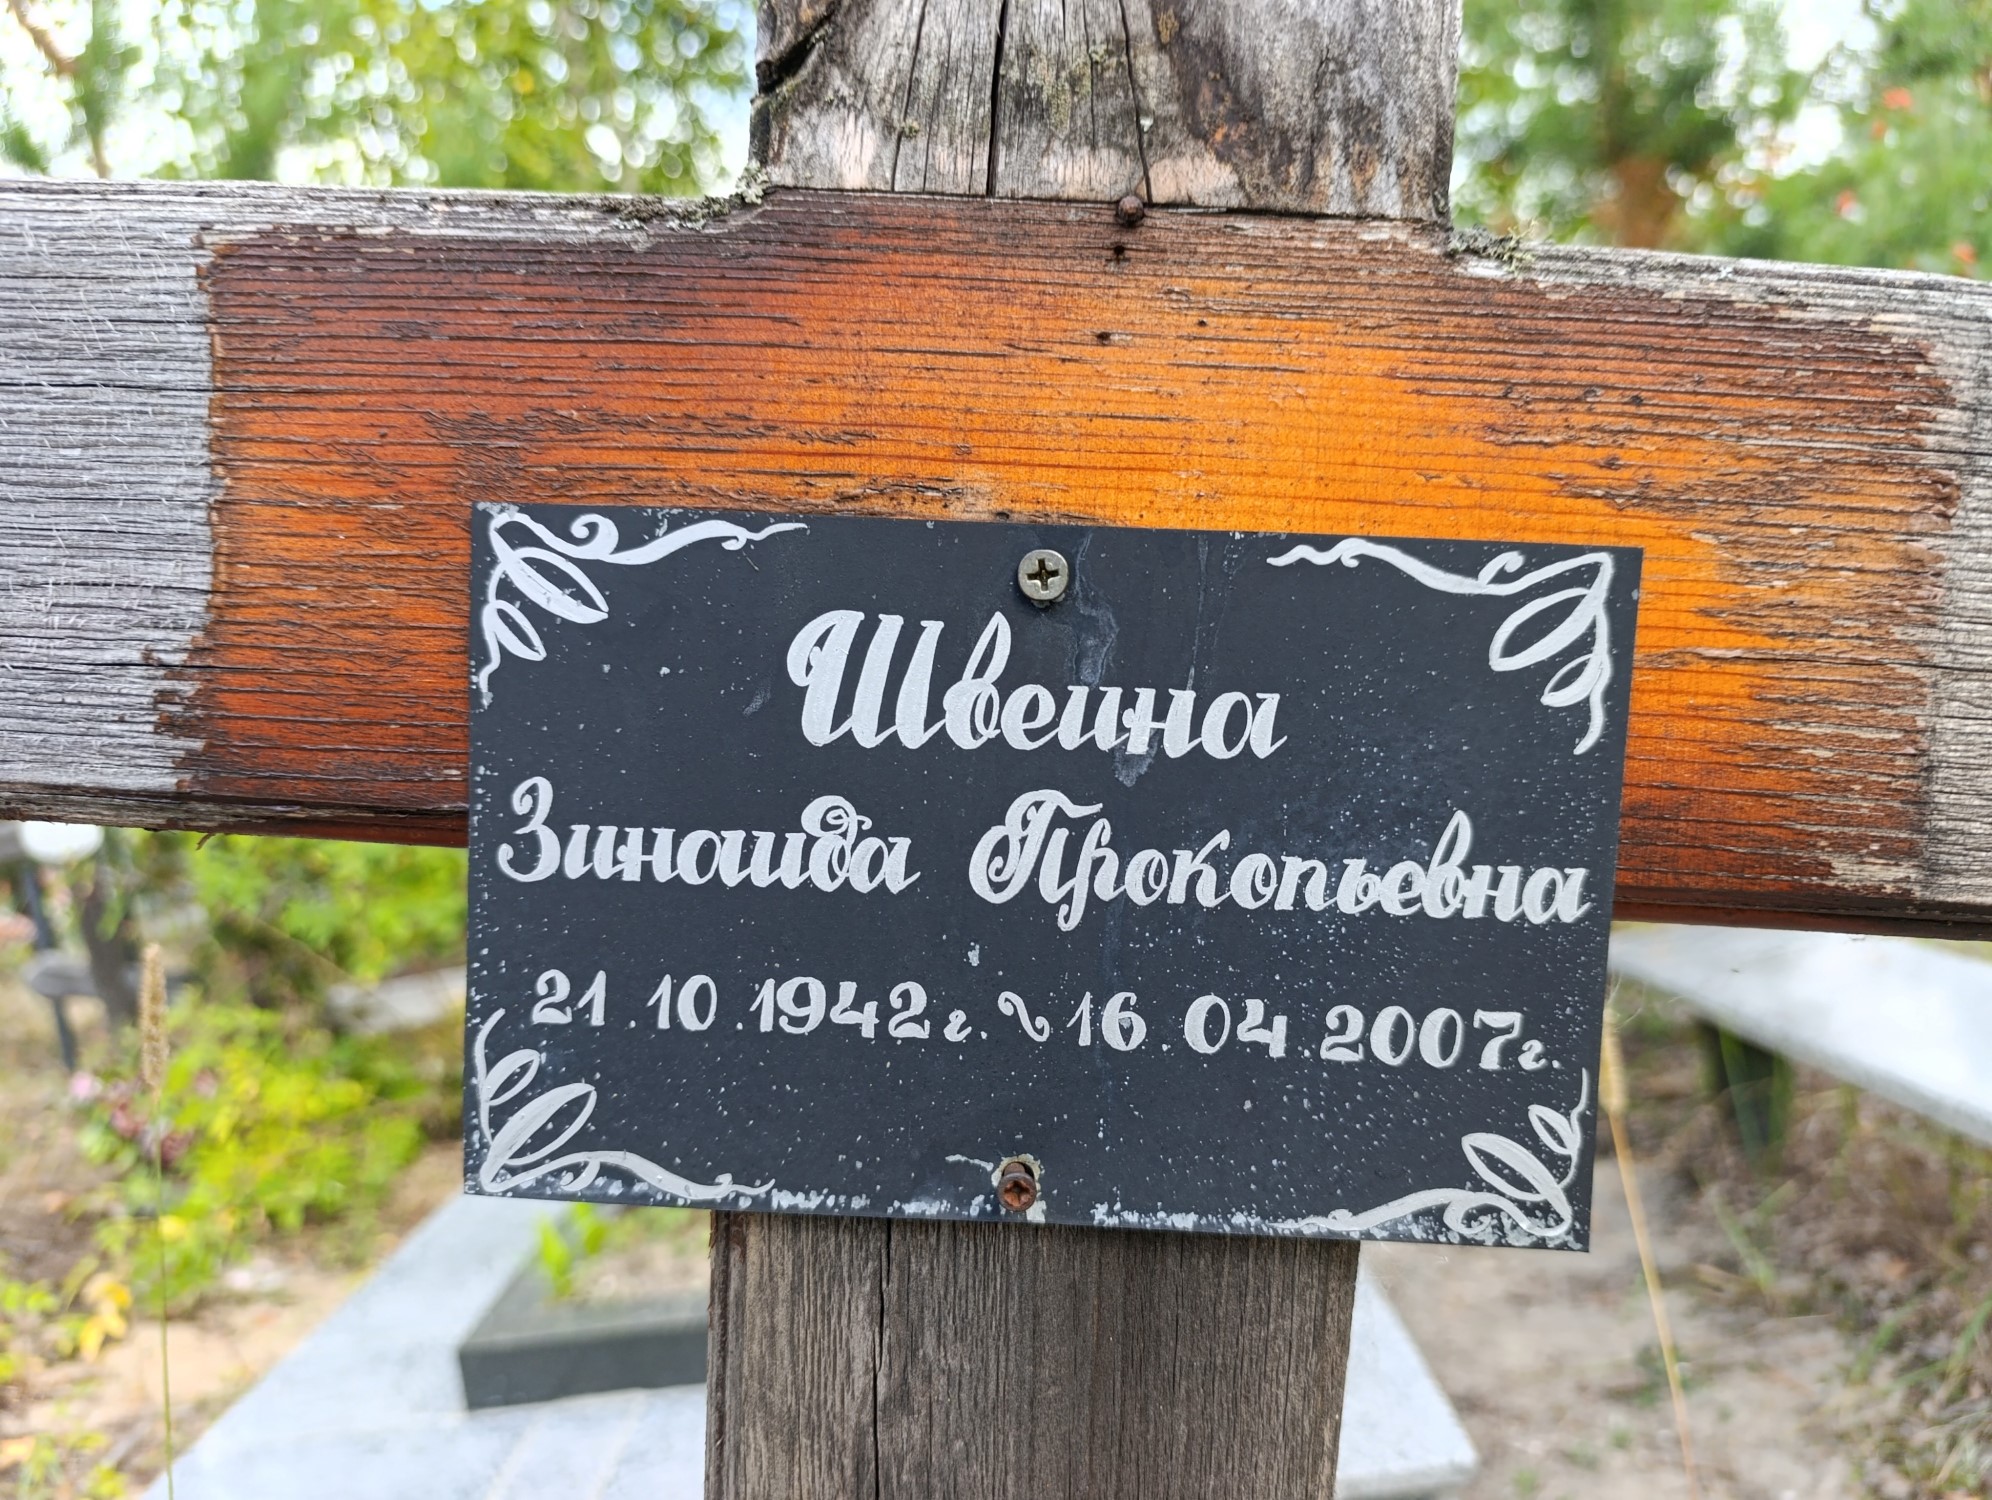 Швеина
Зинаида Прокопьевна
21.10.1942г. ~ 16.04.2007г.